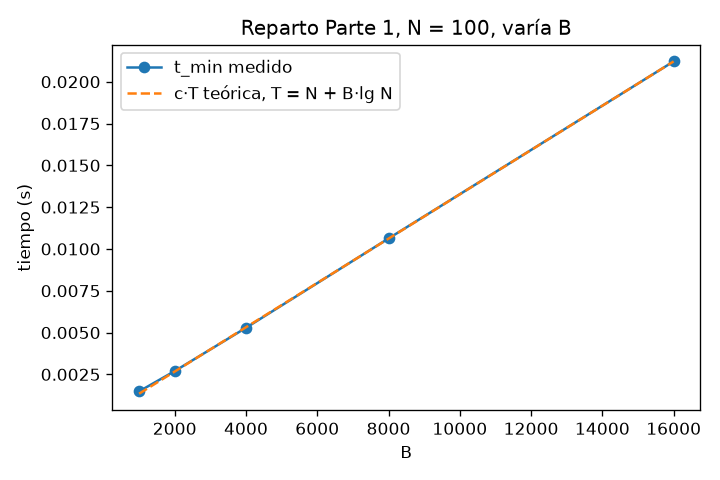 Reparto Parte 1, N = 100, varía B
t_min medido
c·T teórica, T = N + B·lg N
tiempo (s)
0.0200
0.0175
0.0150
0.0125
0.0100
0.0075
0.0050
0.0025
2000 4000 6000 8000 10000 12000 14000 16000
B